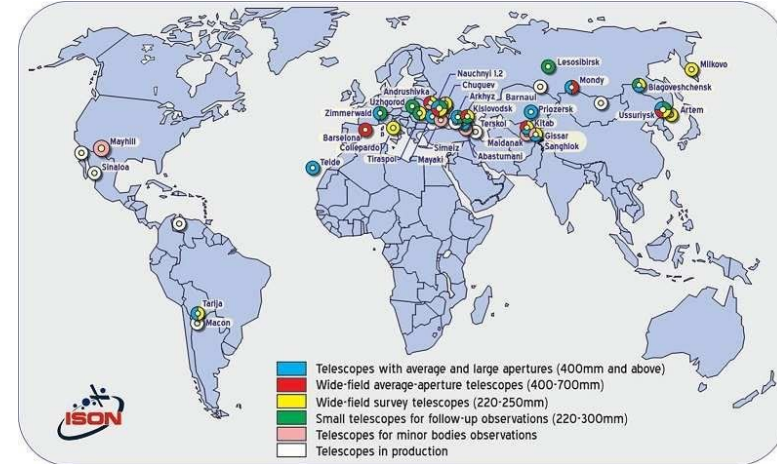 Lesosibirsk
Milkovo
Nauchnyi 1,2
Mondy
Andrushivka
Chuguev
Blagoveshchensk
Uzhgorod
Arkhyz
Barnaul
Zimmerwald
Kislovodsk
Priozersk
Artem
Mayhill
Terskol
Kitab
Ussuriysk
Barselona
Gissar
Collepardo
Simeiz
Maidanak
Sanghlok
Teide
Tiraspol
Mayaki
Abastumani
Sinaloa
Tarija
Macon
Telescopes with average and large apertures (400mm and above)
Wide-field average-aperture telescopes (400-700mm)
Wide-field survey telescopes (220-250mm)
Small telescopes for follow-up observations (220-300mm)
Telescopes for minor bodies observations
Telescopes in production
ISON